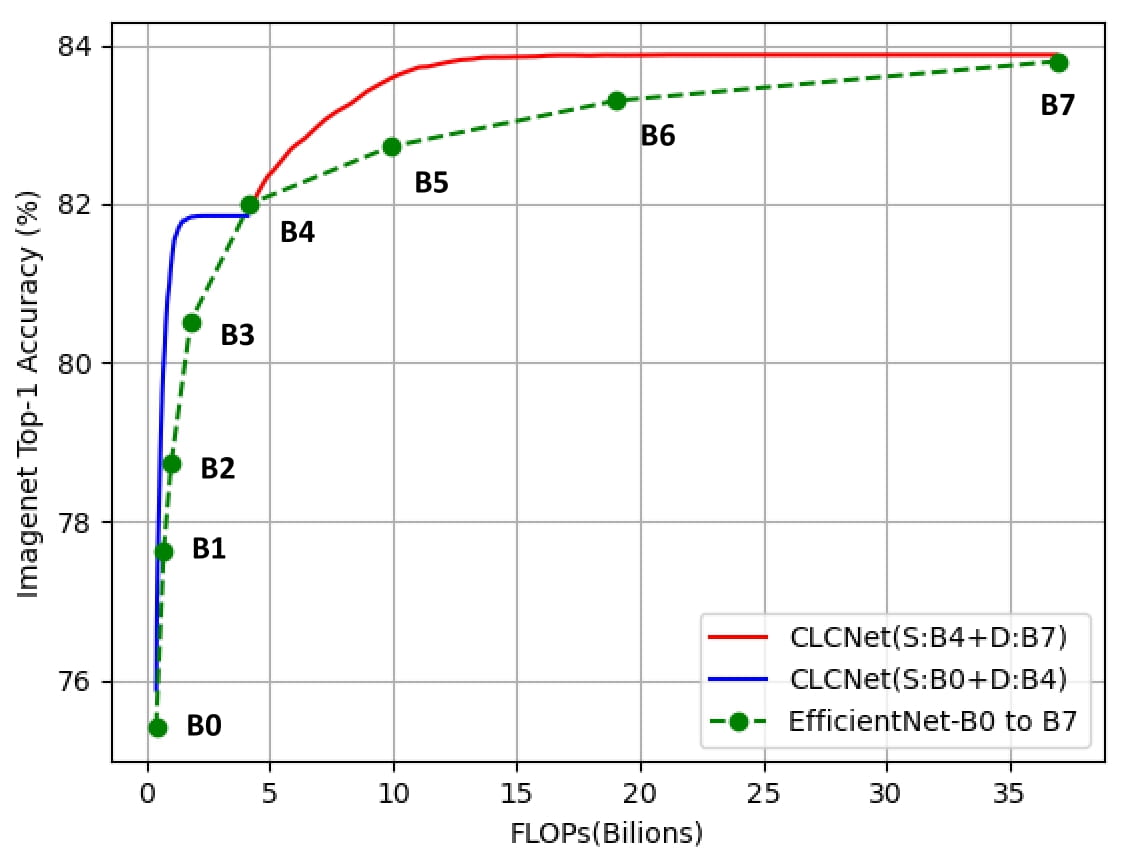 84
82
80
78
76
Imagenet Top-1 Accuracy (%)
B7
B6
B5
B4
B3
B2
B1
B0
CLCNet(S:B4+D:B7)
CLCNet(S:B0+D:B4)
EfficientNet-B0 to B7
0 5 10 15 20 25 30 35
FLOPs(Bilions)